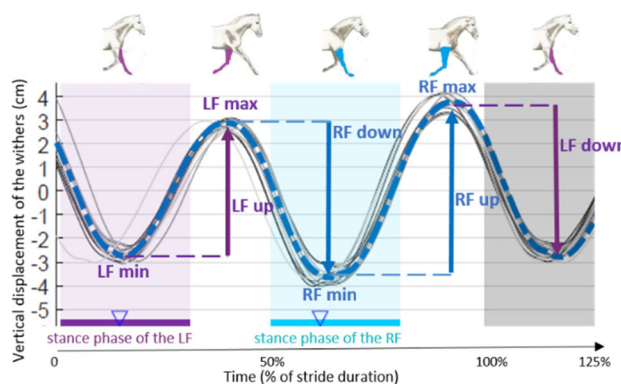 Vertical displacement of the withers (cm)
4
3
2
1
0
-1
-2
-3
-4
-5
LF max
RF max
RF down
LF down
LF up
RF up
LF min
RF min
stance phase of the LF
stance phase of the RF
0
50%
100%
125%
Time (% of stride duration)